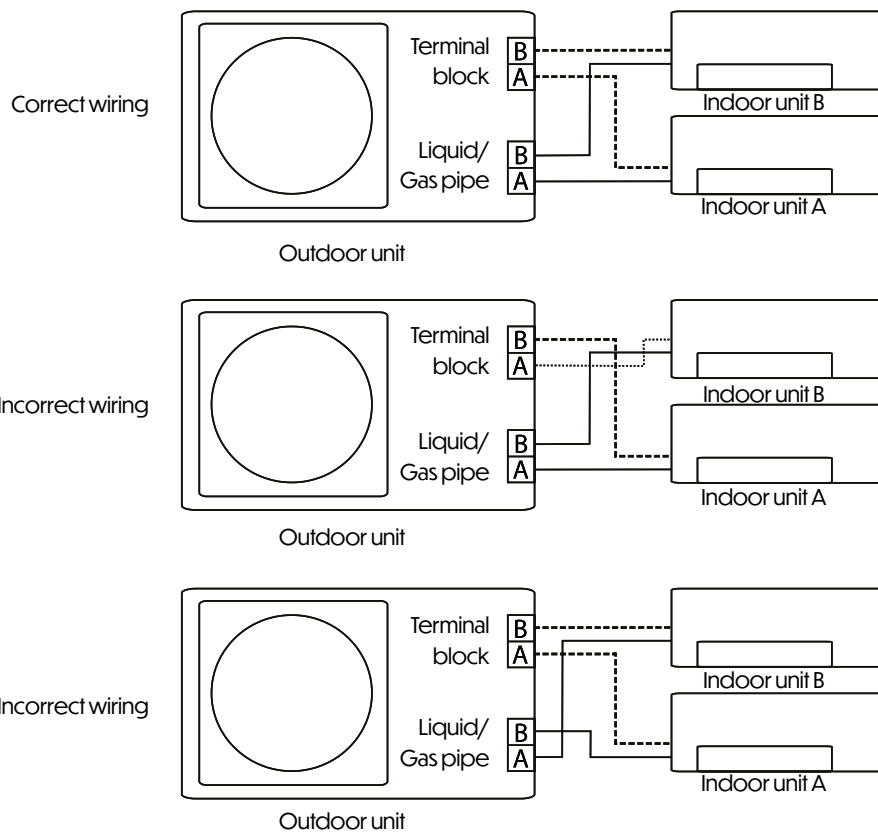 Correct wiring
Terminal
block
B
A
Liquid/
Gas pipe
B
A
Outdoor unit
Indoor unit B
Indoor unit A
Incorrect wiring
Terminal
block
B
A
Liquid/
Gas pipe
B
A
Outdoor unit
Indoor unit B
Indoor unit A
Incorrect wiring
Terminal
block
B
A
Liquid/
Gas pipe
B
A
Outdoor unit
Indoor unit B
Indoor unit A